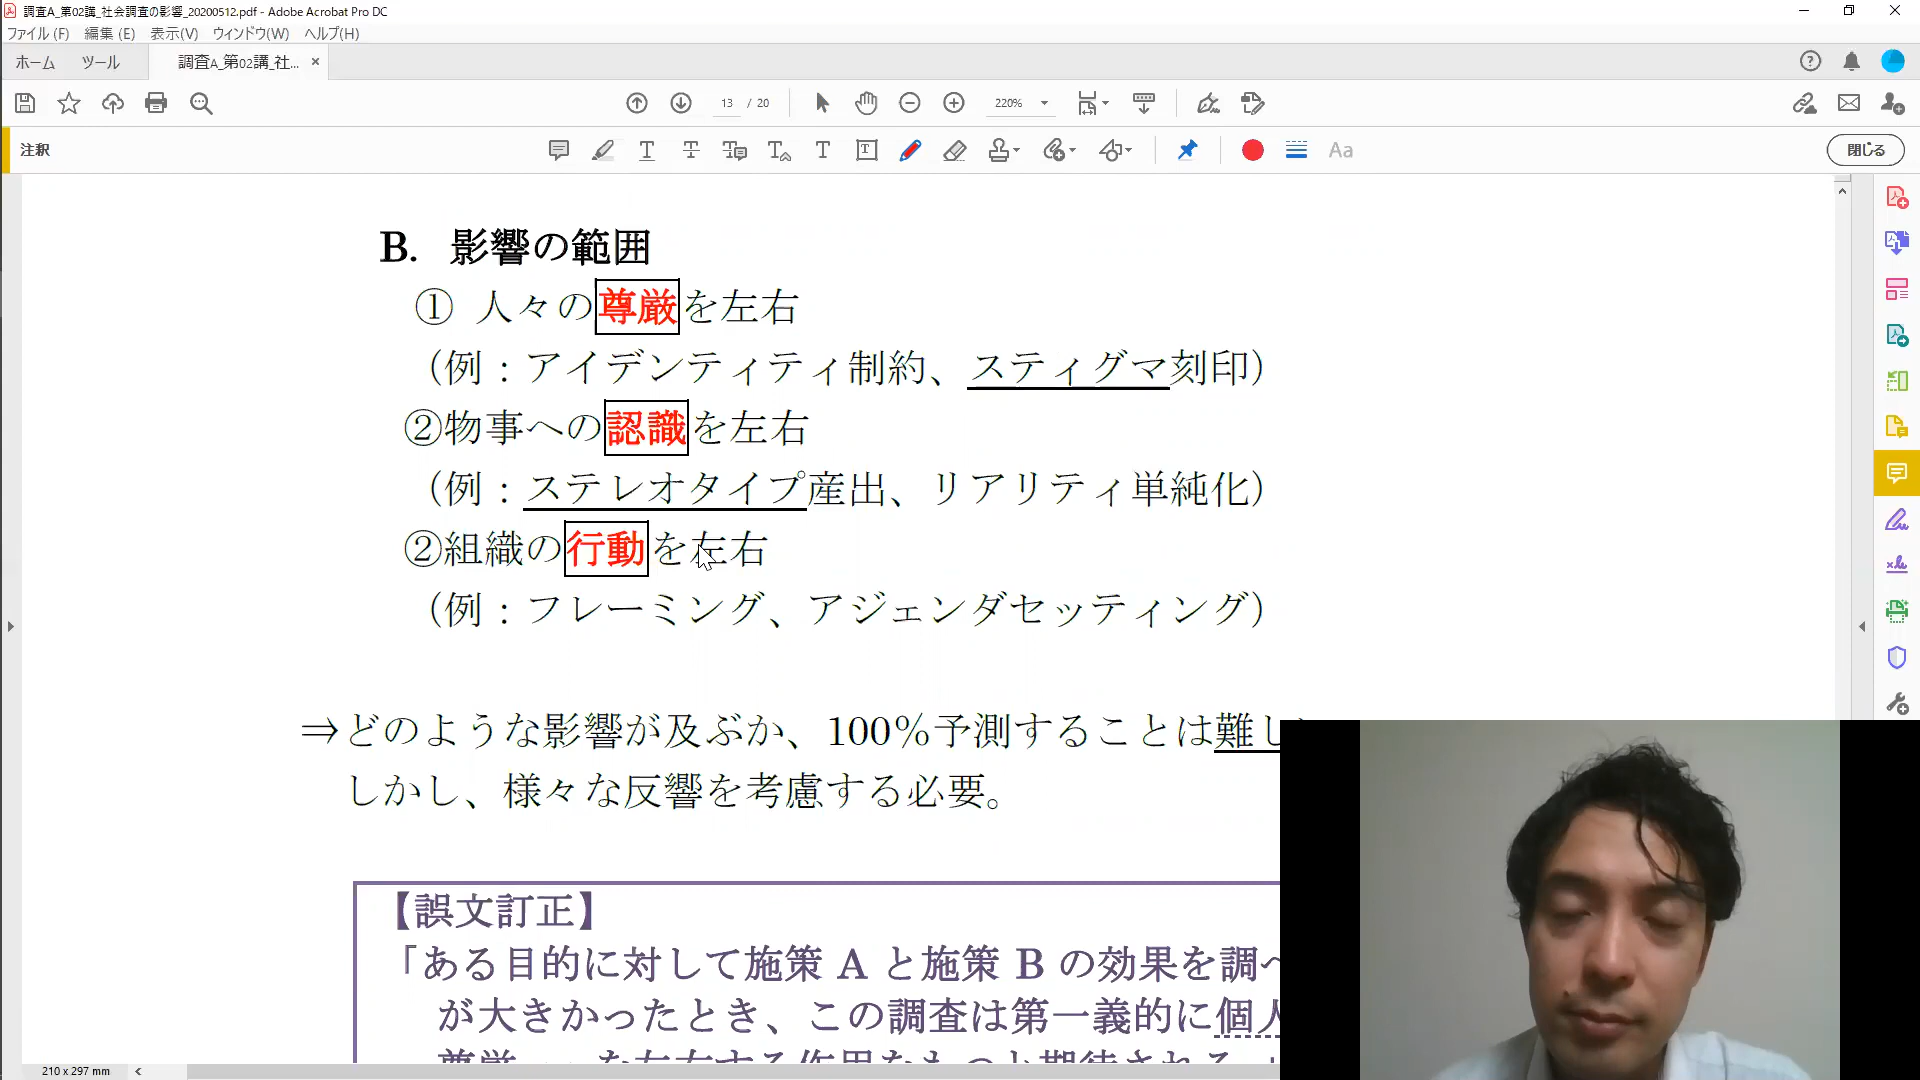 調査A_第02講_社会調査の影響_20200512.pdf - Adobe Acrobat Pro DC
ファイル(F) 編集(E) 表示(V) ウィンドウ(W) ヘルプ(H)
ホーム ツール 調査A_第02講_社... ×
13 / 20 220%
注釈 Aa 閉じる
B. 影響の範囲
① 人々の尊厳を左右
（例：アイデンティティ制約、スティグマ刻印）
②物事への認識を左右
（例：ステレオタイプ産出、リアリティ単純化）
②組織の行動を左右
（例：フレーミング、アジェンダセッティング）
⇒どのような影響が及ぶか、100％予測することは難し
しかし、様々な反響を考慮する必要。
【誤文訂正】
「ある目的に対して施策 A と施策 B の効果を調べ
が大きかったとき、この調査は第一義的に個人
210 x 297 mm